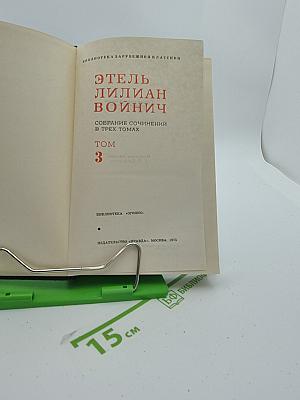 БИБЛИОТЕКА ЗАРУБЕЖНОЙ КЛАССИКИ
ЭТЕЛЬ
ЛИЛИАН
ВОЙНИЧ
СОБРАНИЕ СОЧИНЕНИЙ
В ТРЕХ ТОМАХ
ТОМ
3
БИБЛИОТЕКА «ОГОНЕК»
ИЗДАТЕЛЬСТВО «ПРАВДА». МОСКВА. 1975
15 СМ
БИБЛИ